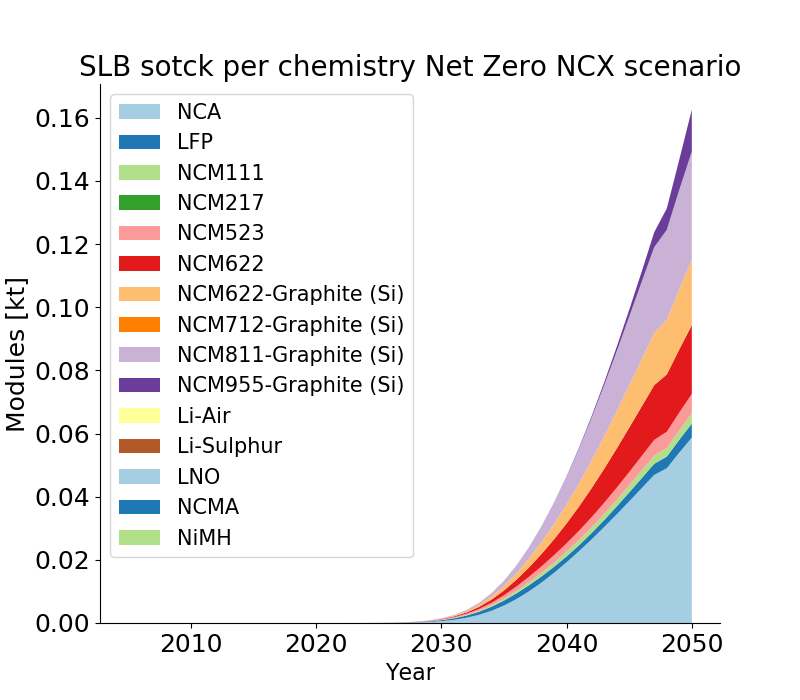 SLB sotck per chemistry Net Zero NCX scenario
0.16
0.14
0.12
0.10
0.08
0.06
0.04
0.02
0.00
Modules [kt]
NCA
LFP
NCM111
NCM217
NCM523
NCM622
NCM622-Graphite (Si)
NCM712-Graphite (Si)
NCM811-Graphite (Si)
NCM955-Graphite (Si)
Li-Air
Li-Sulphur
LNO
NCMA
NiMH
2010 2020 2030 2040 2050
Year